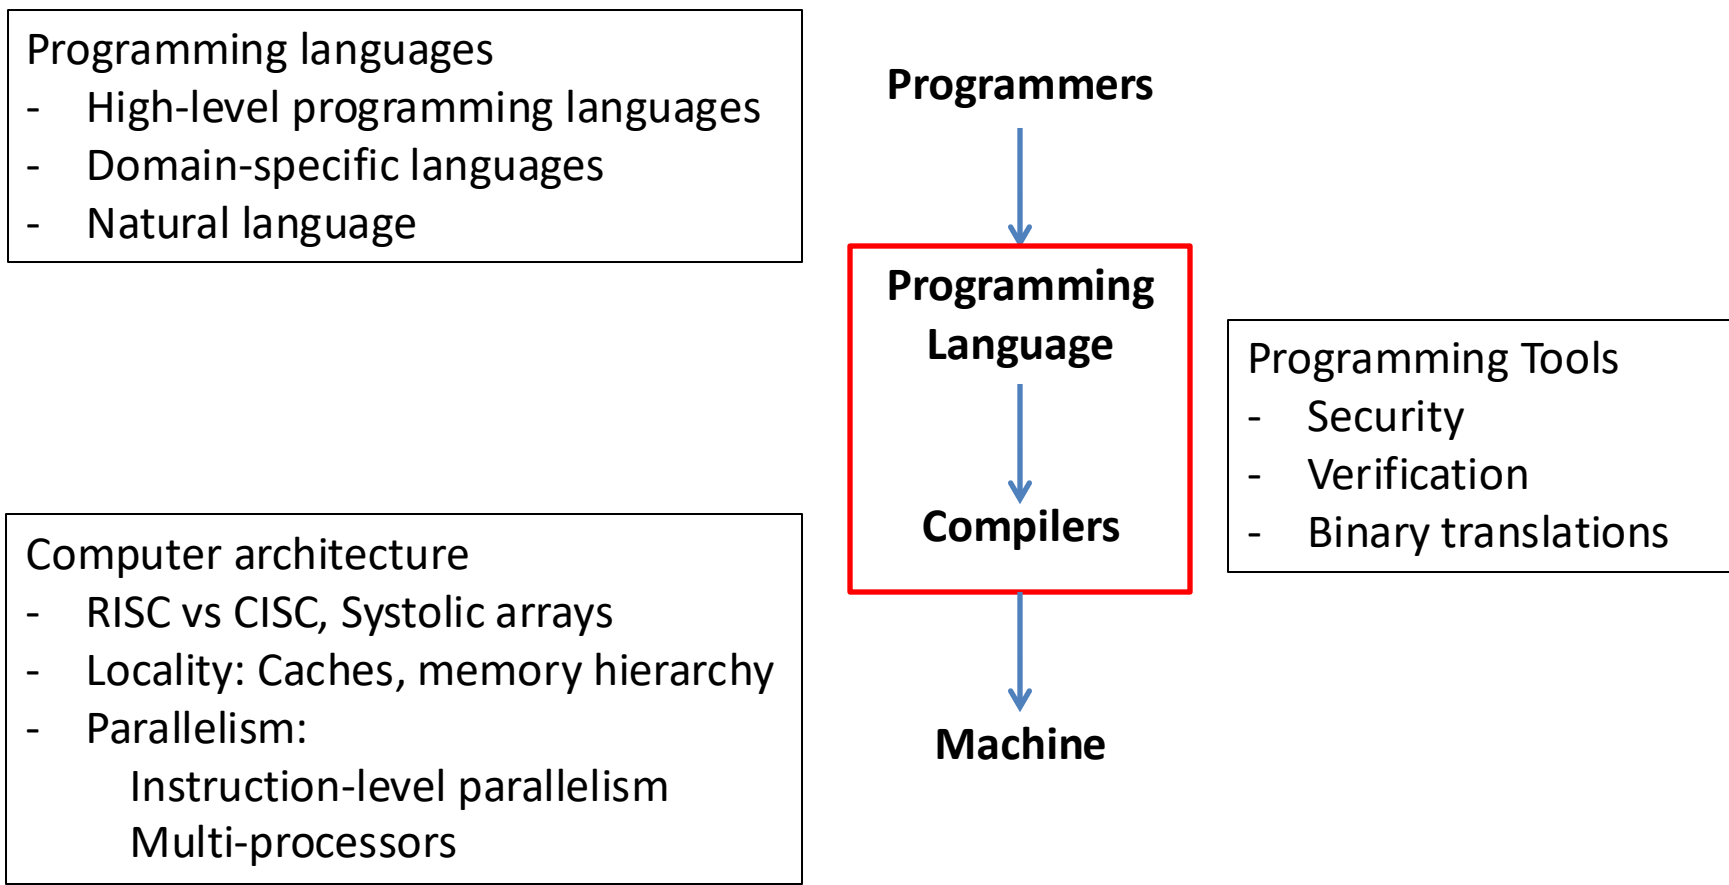 Programming languages
- High-level programming languages
- Domain-specific languages
- Natural language
Programmers
Programming
Language
Compilers
Machine
Programming Tools
- Security
- Verification
- Binary translations
Computer architecture
- RISC vs CISC, Systolic arrays
- Locality: Caches, memory hierarchy
- Parallelism:
Instruction-level parallelism
Multi-processors